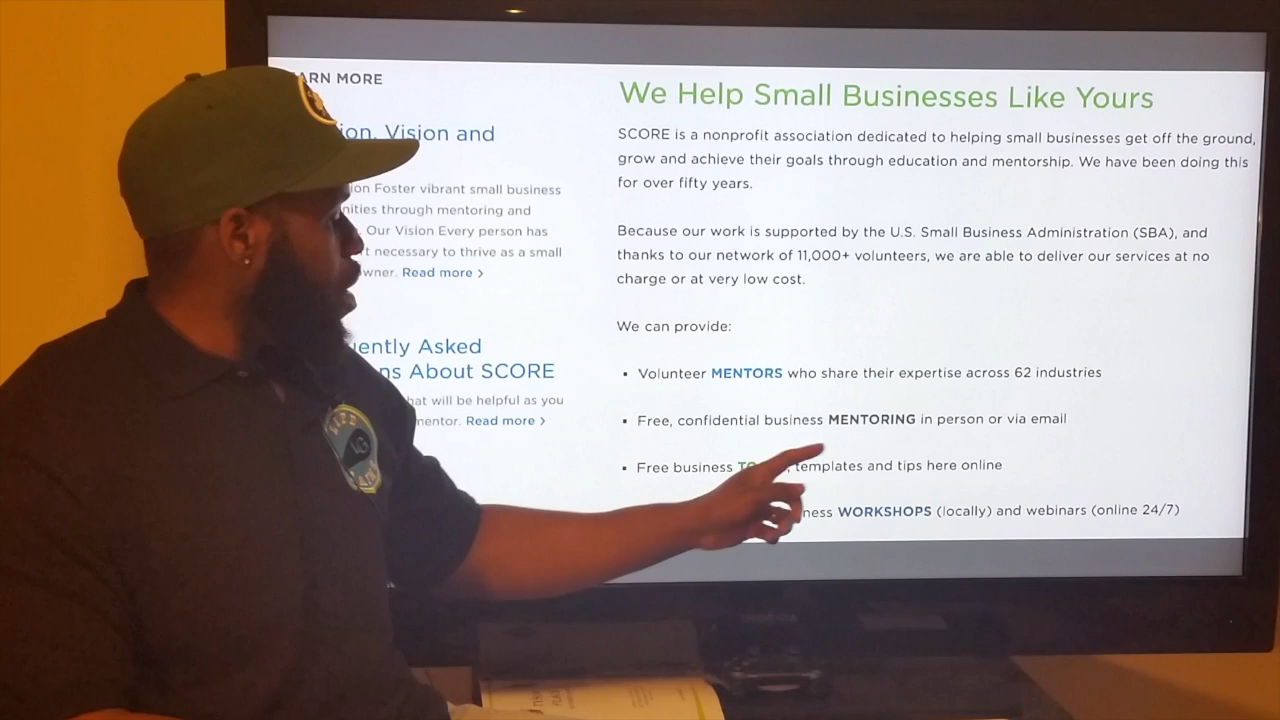 ARN MORE
ion, Vision and
ion Foster vibrant small business
nities through mentoring and
Our Vision Every person has
t necessary to thrive as a small
wner. Read more >
ently Asked
ns About SCORE
hat will be helpful as you
mentor. Read more >
We Help Small Businesses Like Yours
SCORE is a nonprofit association dedicated to helping small businesses get off the ground,
grow and achieve their goals through education and mentorship. We have been doing this
for over fifty years.
Because our work is supported by the U.S. Small Business Administration (SBA), and
thanks to our network of 11,000+ volunteers, we are able to deliver our services at no
charge or at very low cost.
We can provide:
▪ Volunteer MENTORS who share their expertise across 62 industries
▪ Free, confidential business MENTORING in person or via email
▪ Free business TO , templates and tips here online
ness WORKSHOPS (locally) and webinars (online 24/7)
LG